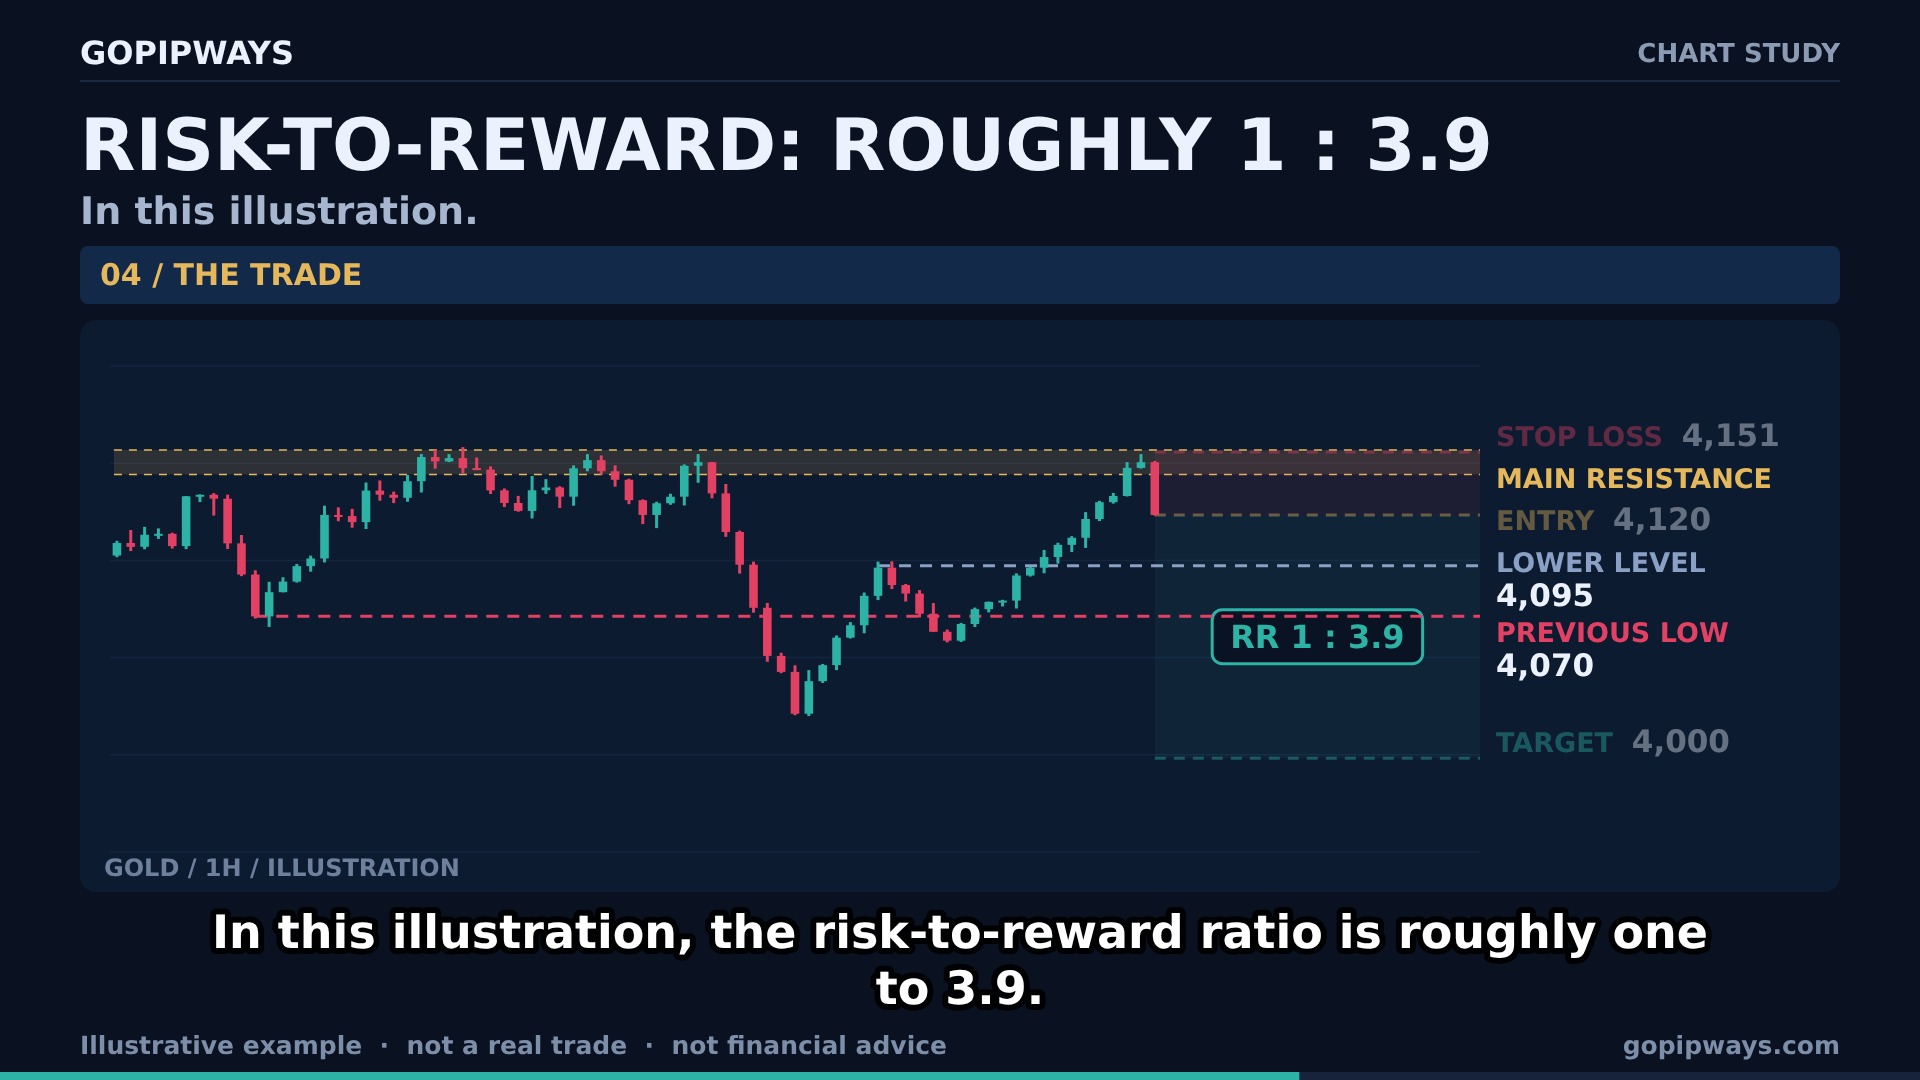 GOPIPWAYS
CHART STUDY
RISK-TO-REWARD: ROUGHLY 1 : 3.9
In this illustration.
04 / THE TRADE
STOP LOSS 4,151
MAIN RESISTANCE
ENTRY 4,120
LOWER LEVEL
4,095
PREVIOUS LOW
4,070
RR 1 : 3.9
TARGET 4,000
GOLD / 1H / ILLUSTRATION
In this illustration, the risk-to-reward ratio is roughly one
to 3.9.
Illustrative example · not a real trade · not financial advice
gopipways.com